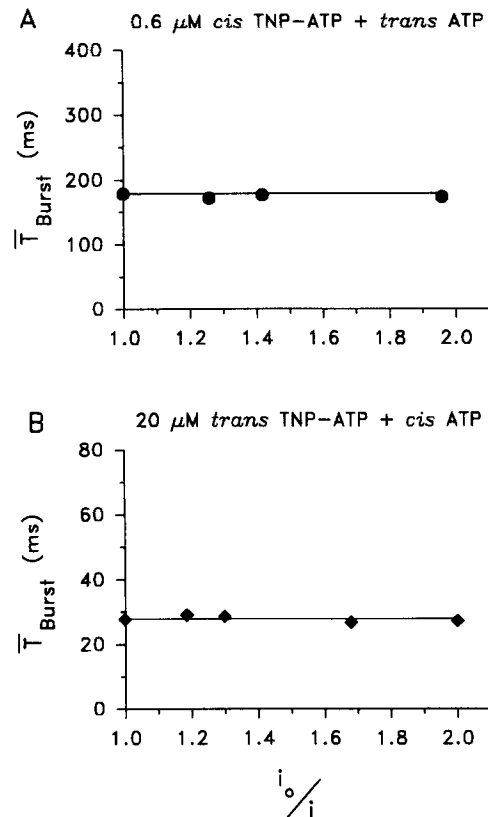 A
0.6 μM cis TNP-ATP + trans ATP
400
300
200
100
0
T̅ Burst (ms)
1.0 1.2 1.4 1.6 1.8 2.0
B
20 μM trans TNP-ATP + cis ATP
80
60
40
20
0
T̅ Burst (ms)
1.0 1.2 1.4 1.6 1.8 2.0
i₀/i